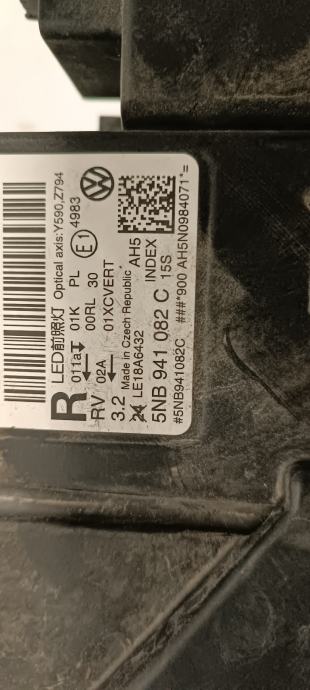 R LED前照灯 Optical axis:Y590,Z794
011a 01K PL E1 4983
RV 02A 00RL 30
01XCVERT
3.2 Made in Czech Republic AH5
24 LE18A6432 INDEX
5NB 941 082 C 15S
#5NB941082C ###*900 AH5N0984071*=